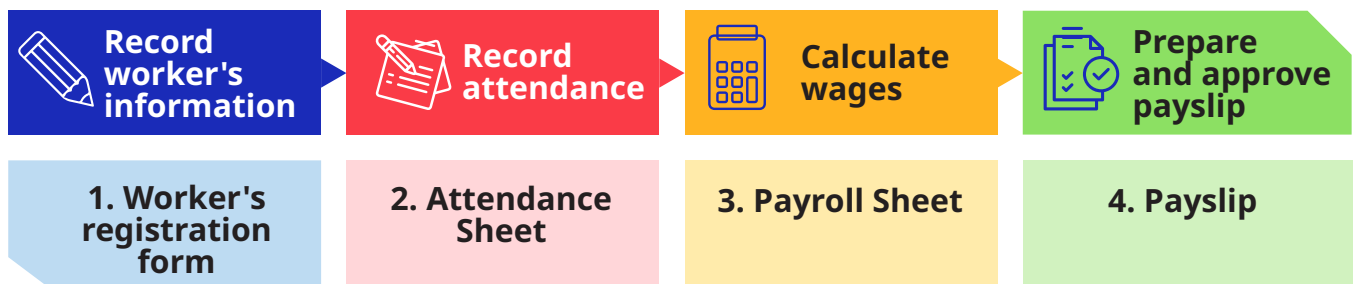 Record
worker's
information
Record
attendance
Calculate
wages
Prepare
and approve
payslip
1. Worker's
registration
form
2. Attendance
Sheet
3. Payroll Sheet
4. Payslip